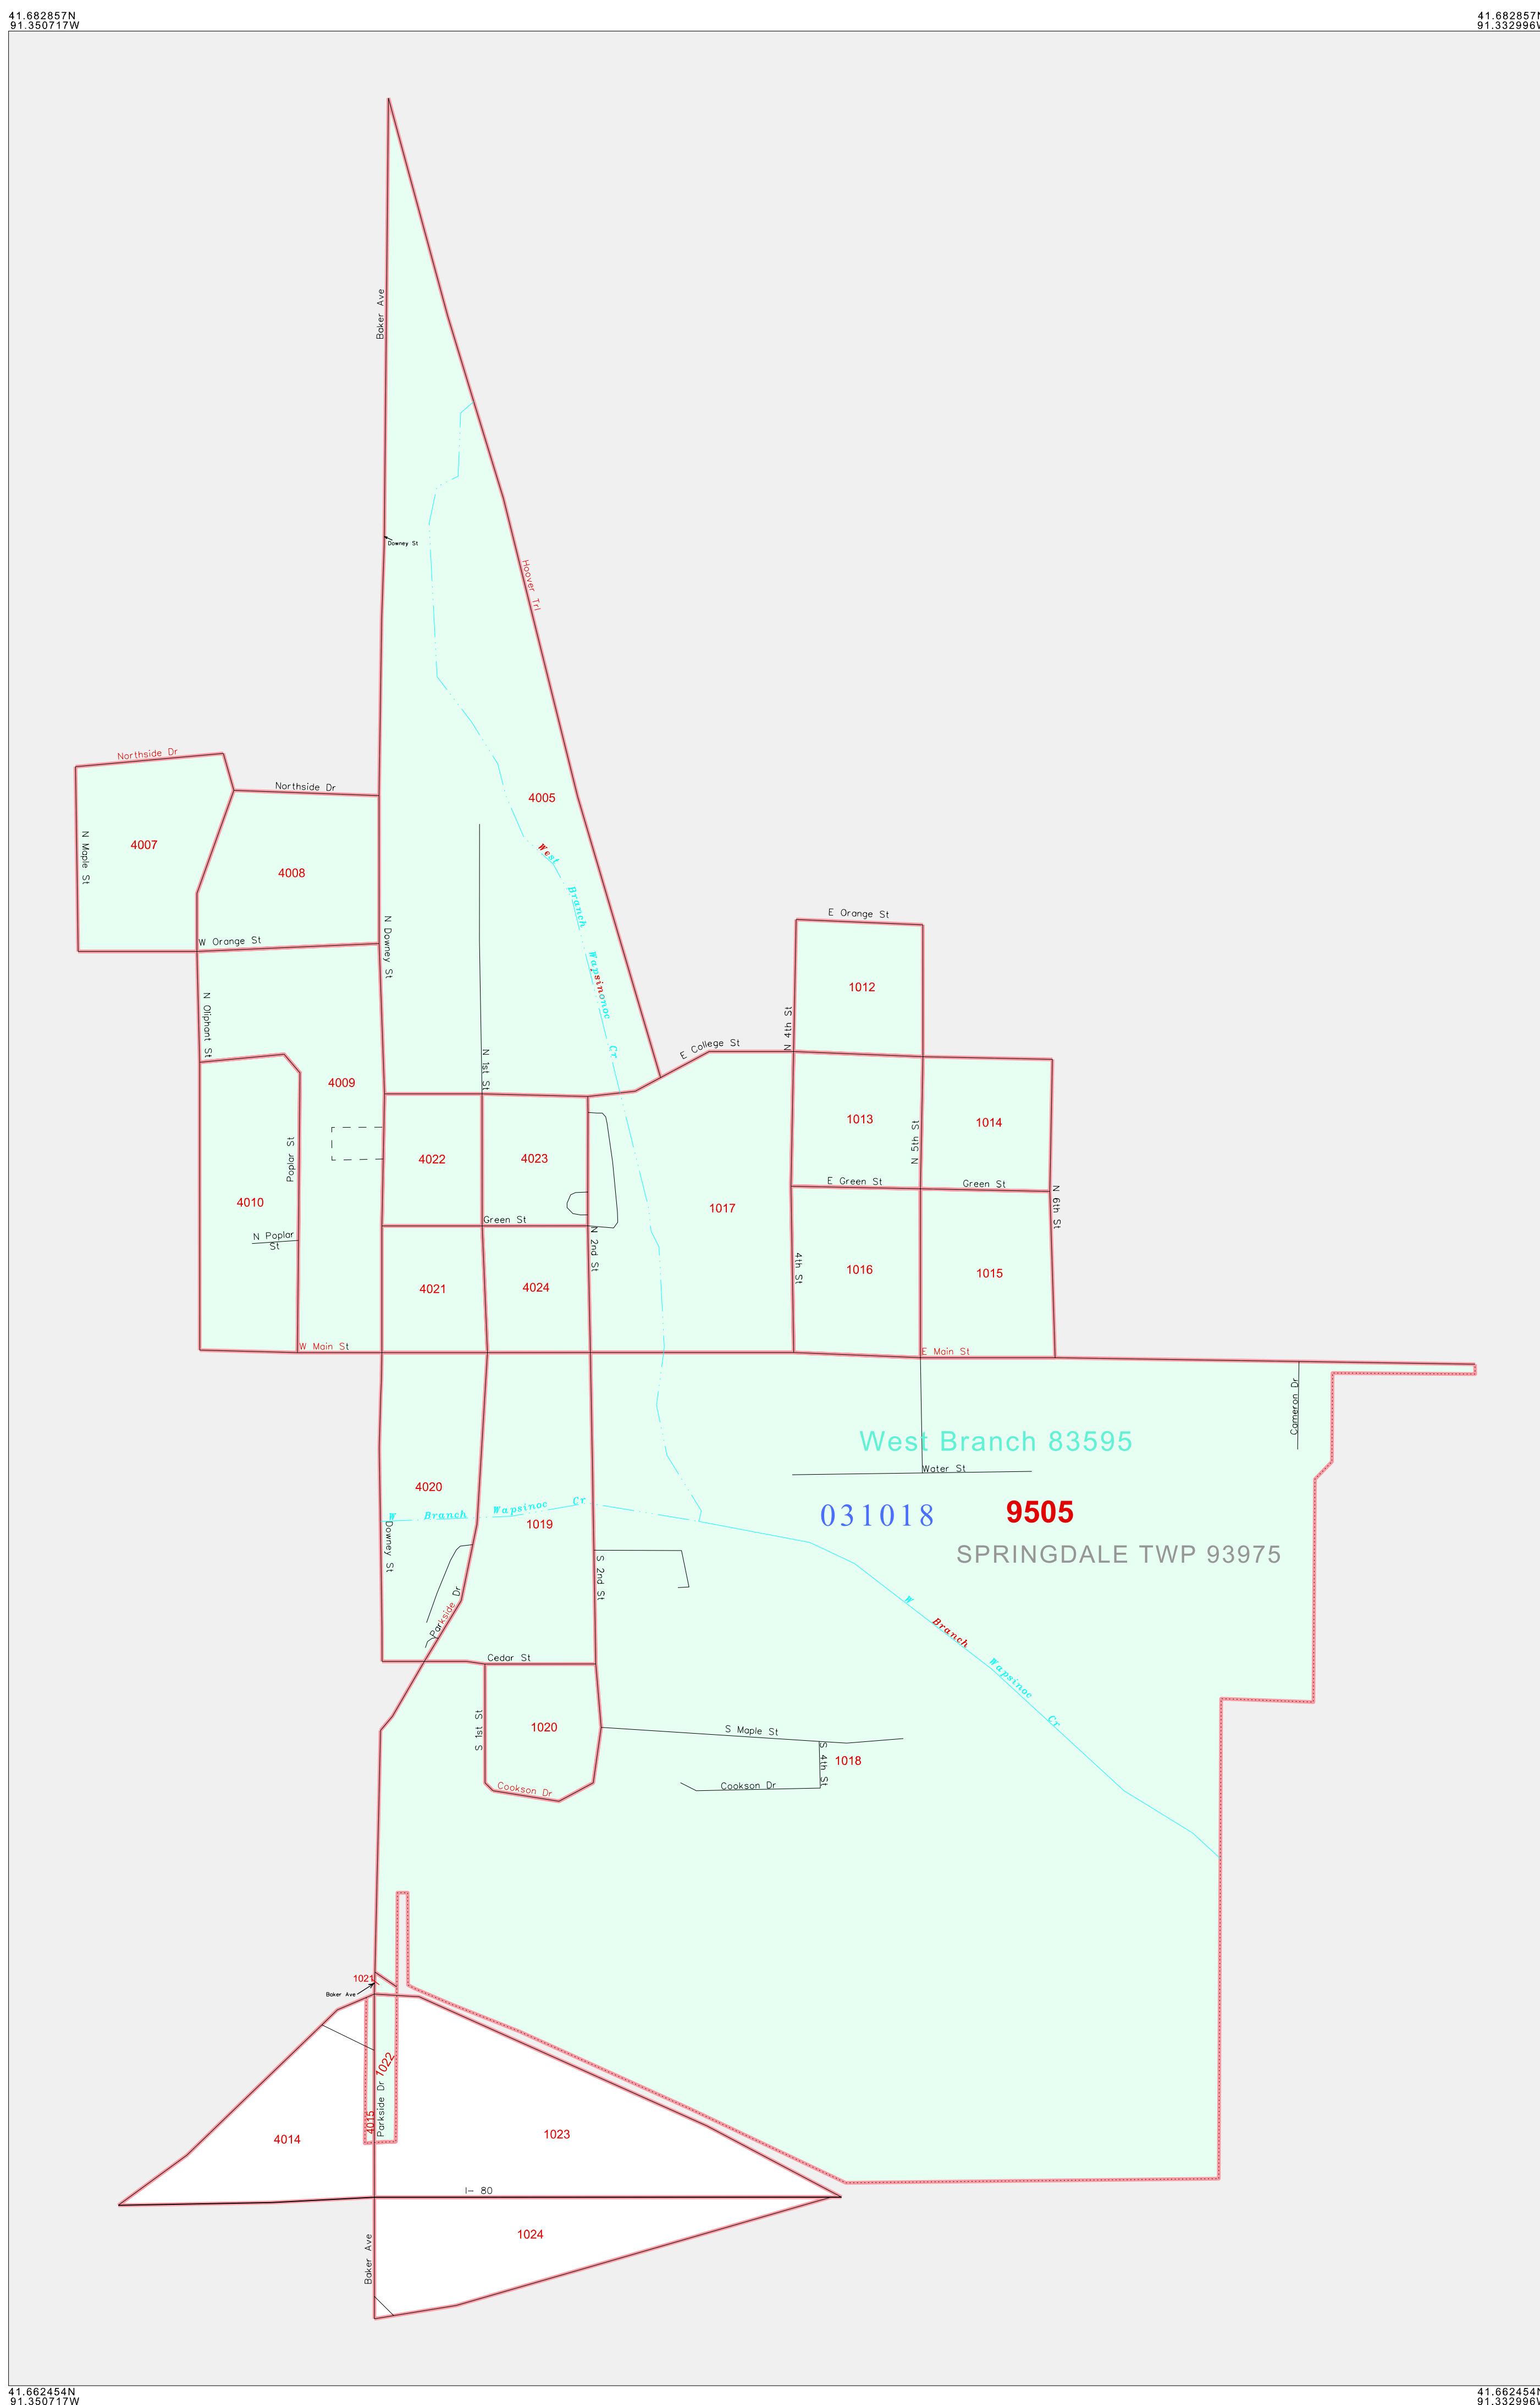 41.682857N
91.350717W
41.682857N
91.332996W
Baker Ave
Downey St
Hoover Trl
Northside Dr
Northside Dr
4005
N Maple St
4007
4008
West Branch Wapsinonoc Cr
N Downey St
W Orange St
E Orange St
1012
N Oliphant St
N 4th St
E College St
N 1st St
4009
1013
1014
N 5th St
4022
4023
Poplar St
4010
E Green St
Green St
N 6th St
1017
Green St
N 2nd St
N Poplar
St
4th St
1016
1015
4021
4024
W Main St
E Main St
Cameron Dr
West Branch 83595
Water St
4020
W Branch Wapsinoc Cr
031018
9505
1019
Downey St
SPRINGDALE TWP 93975
S 2nd St
Parkside Dr
W Branch Wapsinoc Cr
Cedar St
S 1st St
1020
S Maple St
S 4th St
1018
Cookson Dr
Cookson Dr
1021
Baker Ave
1022
Parkside Dr
4015
4014
1023
I- 80
1024
Baker Ave
41.662454N
91.350717W
41.662454N
91.332996W